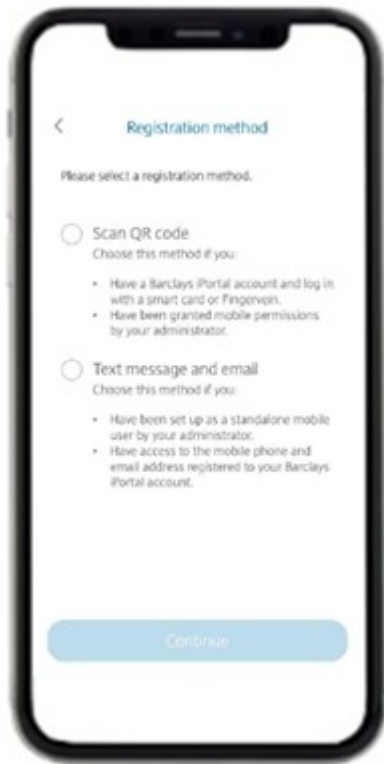 Registration method
Please select a registration method.
Scan QR code
Choose this method if you:
• Have a Barclays iPortal account and log in
with a smart card or Fingervein.
• Have been granted mobile permissions
by your administrator.
Text message and email
Choose this method if you:
• Have been set up as a standalone mobile
user by your administrator.
• Have access to the mobile phone and
email address registered to your Barclays
iPortal account.
Continue